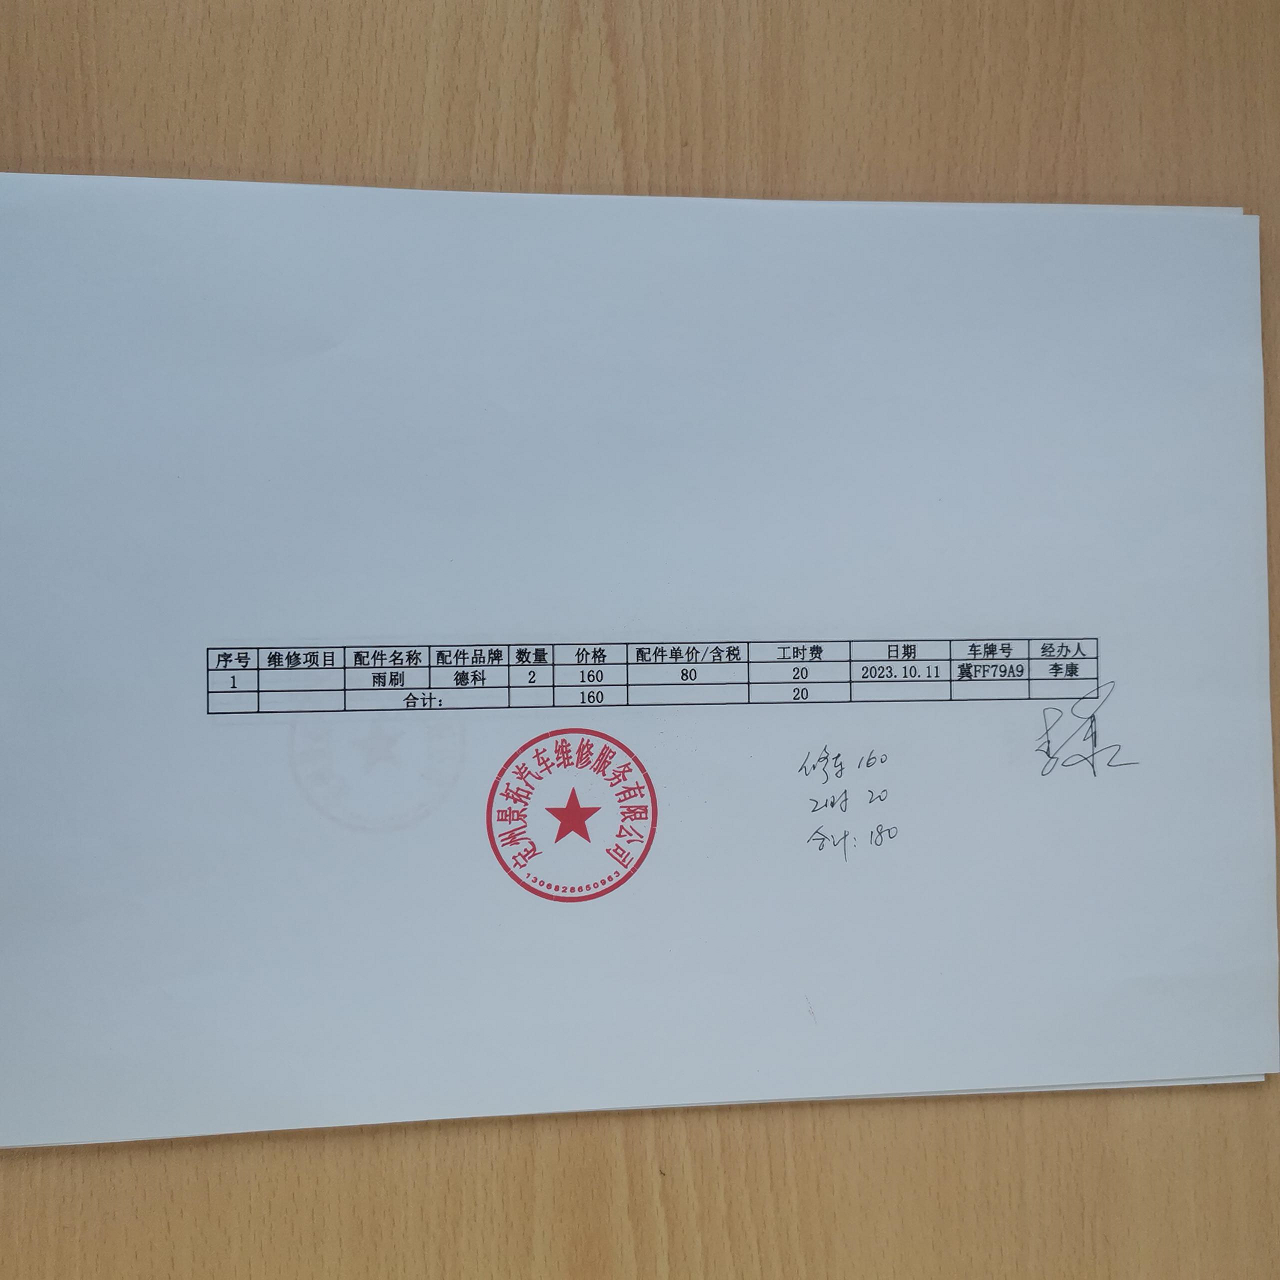 序号 维修项目 配件名称 配件品牌 数量 价格 配件单价/含税 工时费 日期 车牌号 经办人
1 雨刷 德科 2 160 80 20 2023.10.11 冀FF79A9 李康
合计: 160 20
定州景拓汽车维修服务有限公司
1306828650963
修车 160
工时 20
合计: 180
李康